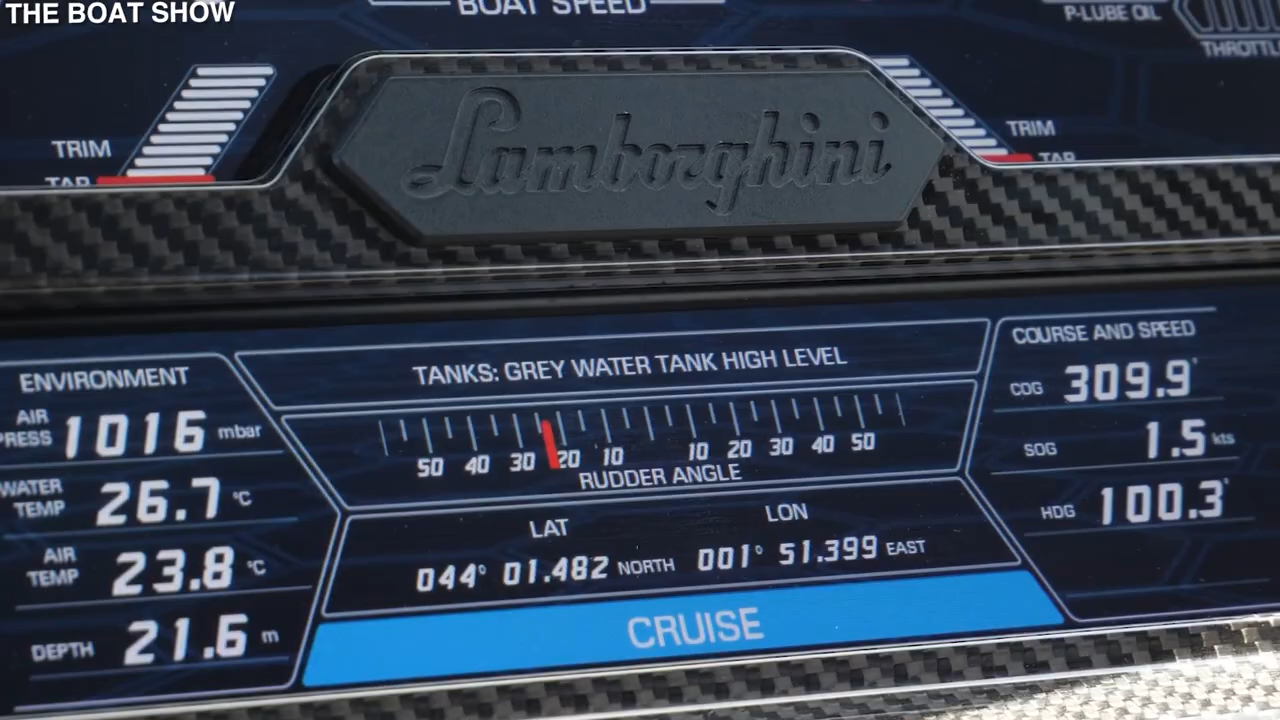 THE BOAT SHOW
BOAT SPEED
P-LUBE OIL
THROTTL
TRIM
TAB
Lamborghini
TRIM
TAB
ENVIRONMENT
AIR PRESS 1016 mbar
WATER TEMP 26.7 °C
AIR TEMP 23.8 °C
DEPTH 21.6 m
TANKS: GREY WATER TANK HIGH LEVEL
50 40 30 20 10 10 20 30 40 50
RUDDER ANGLE
LAT LON
044° 01.482 NORTH 001° 51.399 EAST
CRUISE
COURSE AND SPEED
COG 309.9°
SOG 1.5 kts
HDG 100.3°